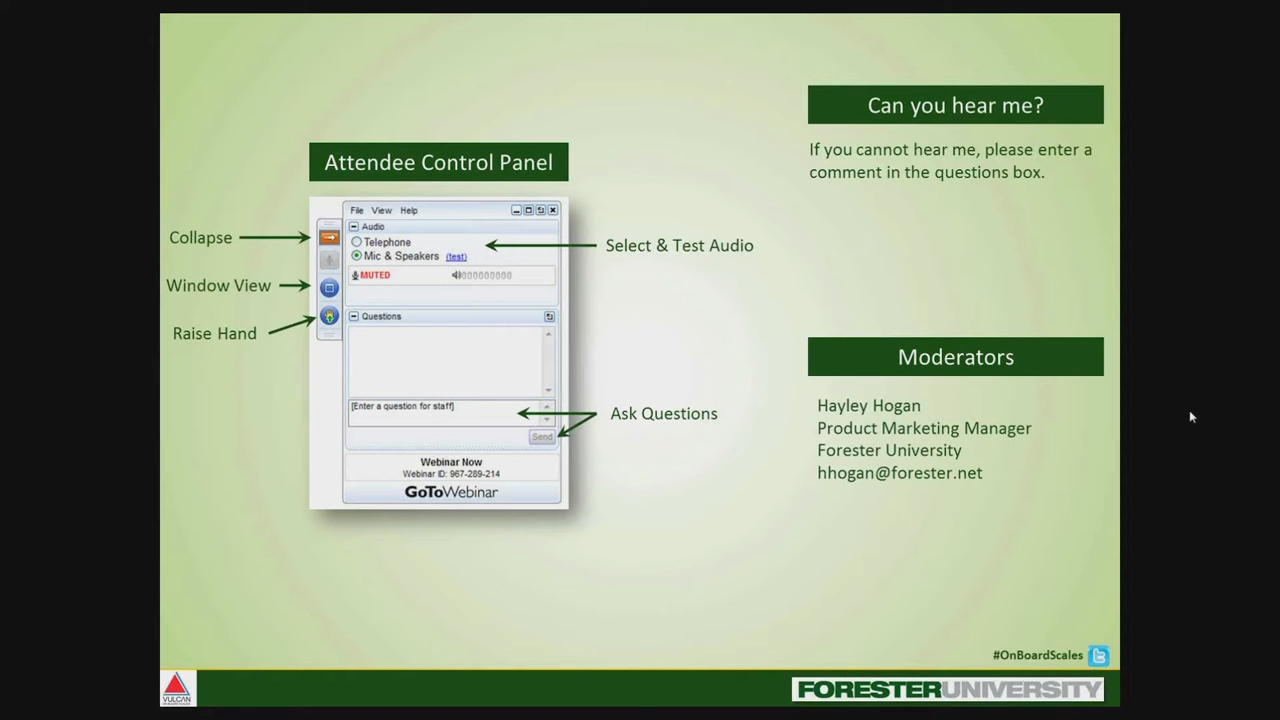 Can you hear me?
If you cannot hear me, please enter a
comment in the questions box.
Attendee Control Panel
File View Help
Audio
Telephone
Mic & Speakers (test)
MUTED
Questions
[Enter a question for staff]
Send
Webinar Now
Webinar ID: 967-289-214
GoToWebinar
Collapse
Window View
Raise Hand
Select & Test Audio
Ask Questions
Moderators
Hayley Hogan
Product Marketing Manager
Forester University
hhogan@forester.net
#OnBoardScales
VULCAN
FORESTERUNIVERSITY